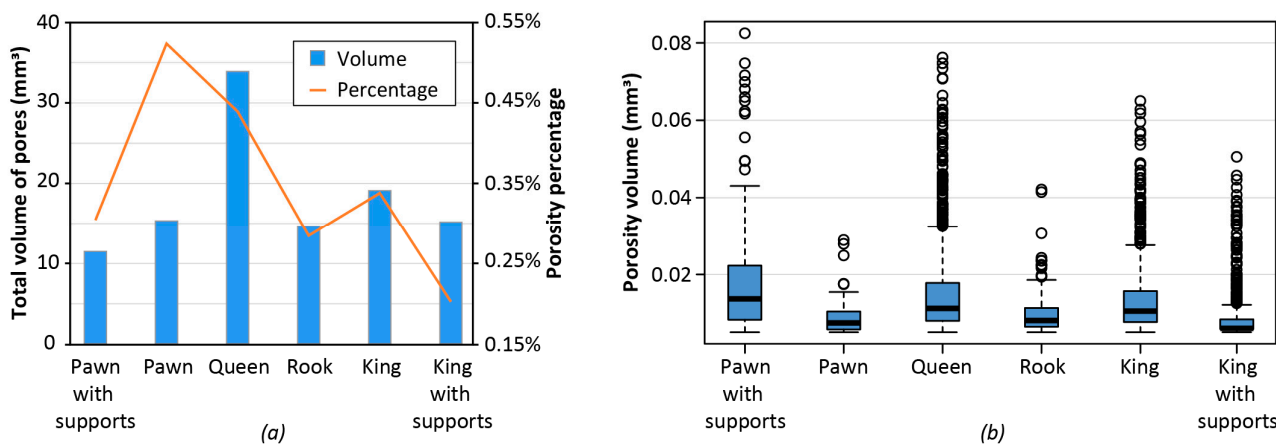 Total volume of pores (mm³)
40
30
20
10
0
Volume
Percentage
0.55%
0.45%
0.35%
0.25%
0.15%
Porosity percentage
Pawn with supports
Pawn
Queen
Rook
King
King with supports
(a)
Porosity volume (mm³)
0.08
0.06
0.04
0.02
Pawn with supports
Pawn
Queen
Rook
King
King with supports
(b)